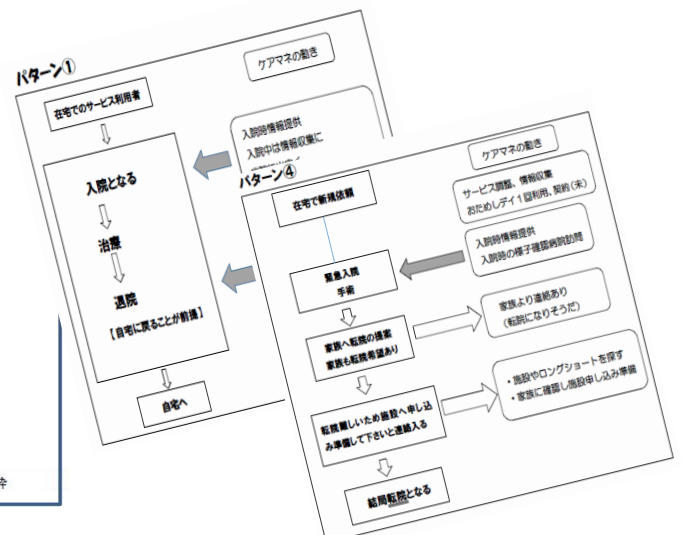 パターン①
ケアマネの動き
在宅でのサービス利用者
入院時情報提供
入院中は情報収集に
入院となる
治療
退院
【自宅に戻ることが前提】
自宅へ
パターン④
ケアマネの動き
在宅で新規依頼
サービス調整、情報収集
おためしデイ1回利用、契約(未)
入院時情報提供
入院時の様子確認病院訪問
緊急入院
手術
家族より連絡あり
(転院になりそうだ)
家族へ転院の提案
家族も転院希望あり
・施設やロングショートを探す
・家族に確認し施設申し込み準備
転院難しいため施設へ申し込
み準備して下さいと連絡入る
結局転院となる